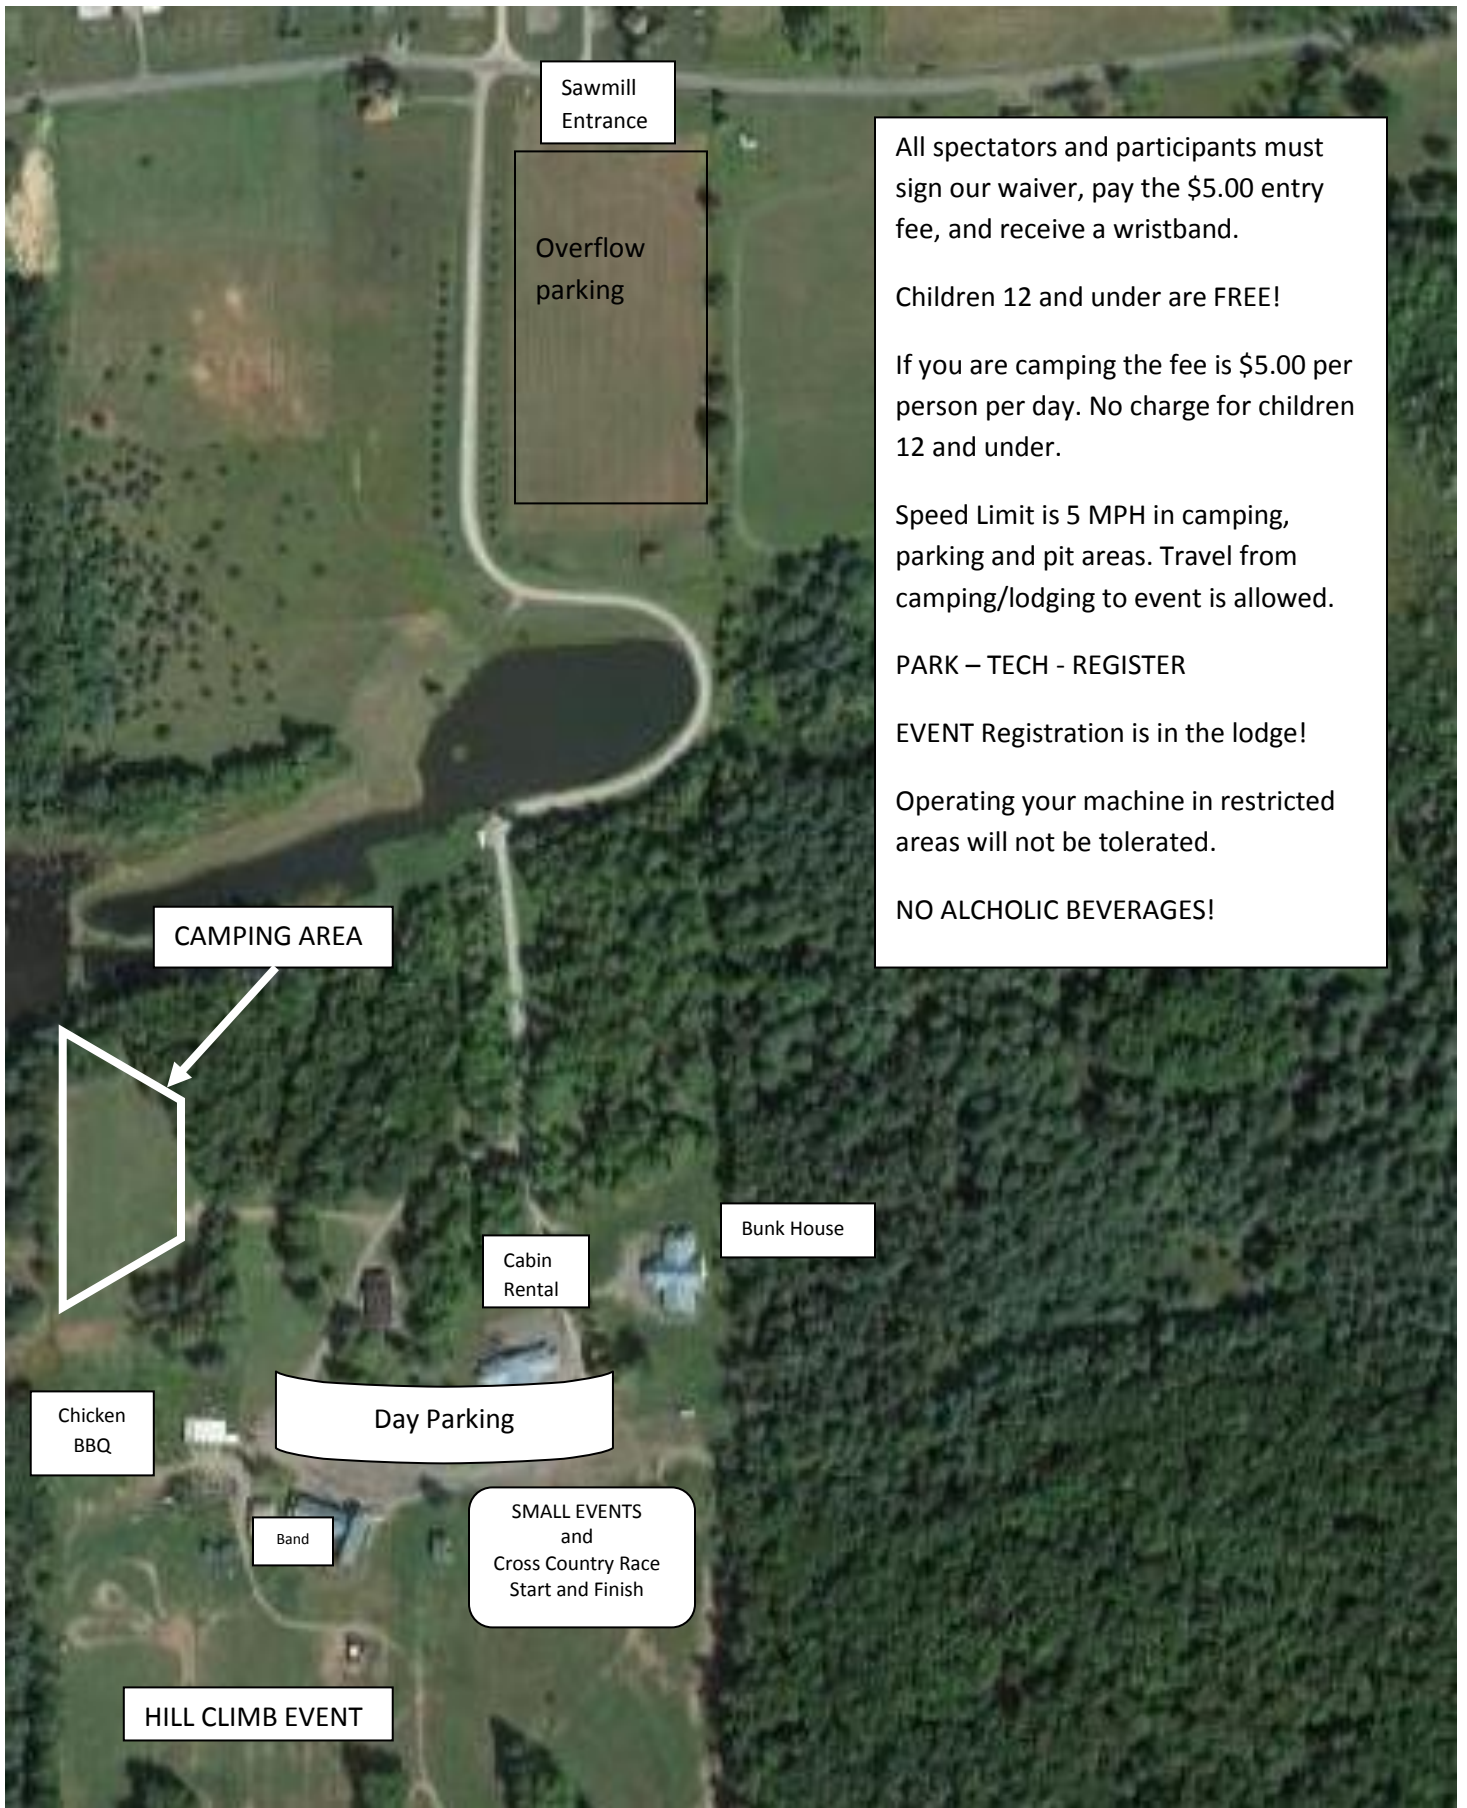 Sawmill
Entrance
Overflow
parking
All spectators and participants must
sign our waiver, pay the $5.00 entry
fee, and receive a wristband.
Children 12 and under are FREE!
If you are camping the fee is $5.00 per
person per day. No charge for children
12 and under.
Speed Limit is 5 MPH in camping,
parking and pit areas. Travel from
camping/lodging to event is allowed.
PARK – TECH - REGISTER
EVENT Registration is in the lodge!
Operating your machine in restricted
areas will not be tolerated.
NO ALCHOLIC BEVERAGES!
CAMPING AREA
Bunk House
Cabin
Rental
Day Parking
Chicken
BBQ
Band
SMALL EVENTS
and
Cross Country Race
Start and Finish
HILL CLIMB EVENT